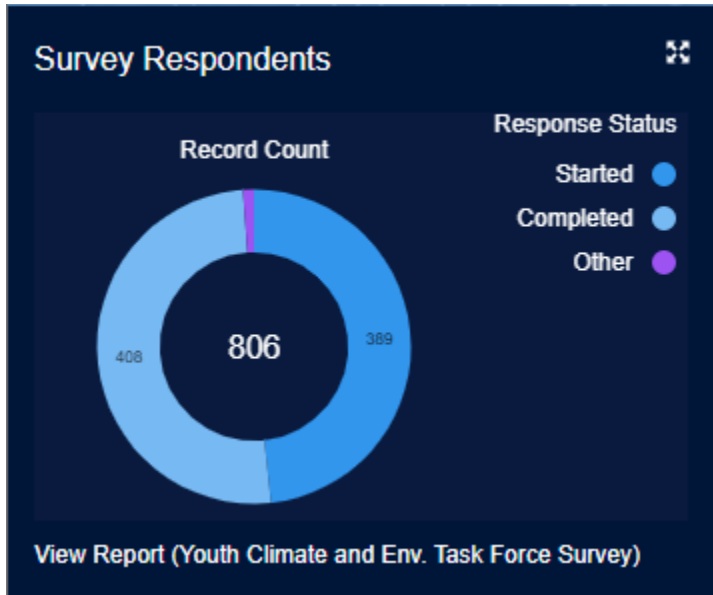 Survey Respondents
Response Status
Record Count
Started
Completed
Other
806
389
408
View Report (Youth Climate and Env. Task Force Survey)